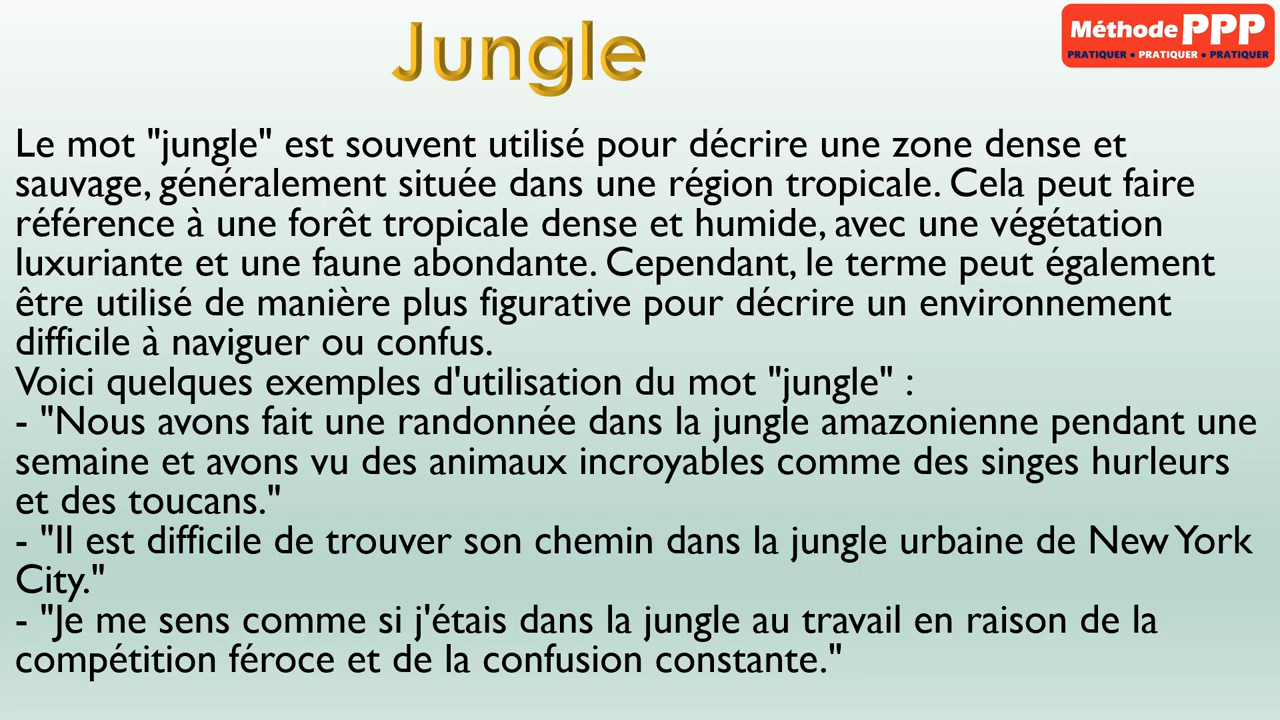 Jungle
Méthode PPP
PRATIQUER • PRATIQUER • PRATIQUER
Le mot "jungle" est souvent utilisé pour décrire une zone dense et
sauvage, généralement située dans une région tropicale. Cela peut faire
référence à une forêt tropicale dense et humide, avec une végétation
luxuriante et une faune abondante. Cependant, le terme peut également
être utilisé de manière plus figurative pour décrire un environnement
difficile à naviguer ou confus.
Voici quelques exemples d'utilisation du mot "jungle" :
- "Nous avons fait une randonnée dans la jungle amazonienne pendant une
semaine et avons vu des animaux incroyables comme des singes hurleurs
et des toucans."
- "Il est difficile de trouver son chemin dans la jungle urbaine de New York
City."
- "Je me sens comme si j'étais dans la jungle au travail en raison de la
compétition féroce et de la confusion constante."